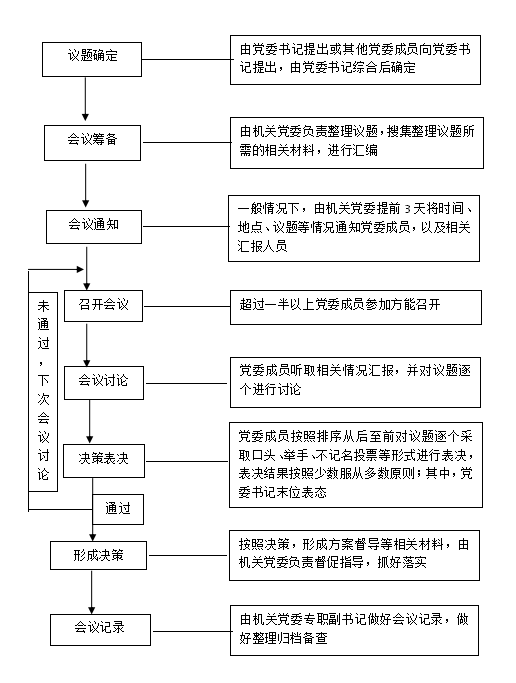 议题确定
由党委书记提出或其他党委成员向党委书
记提出，由党委书记综合后确定
会议筹备
由机关党委负责整理议题，搜集整理议题所
需的相关材料，进行汇编
会议通知
一般情况下，由机关党委提前 3 天将时间、
地点、议题等情况通知党委成员，以及相关
汇报人员
召开会议
超过一半以上党委成员参加方能召开
未
通
过
，
下
次
会
议
讨
论
会议讨论
党委成员听取相关情况汇报，并对议题逐
个进行讨论
决策表决
党委成员按照排序从后至前对议题逐个采
取口头、举手、不记名投票等形式进行表决，
表决结果按照少数服从多数原则；其中，党
委书记末位表态
通过
形成决策
按照决策，形成方案督导等相关材料，由
机关党委负责督促指导，抓好落实
会议记录
由机关党委专职副书记做好会议记录，做
好整理归档备查